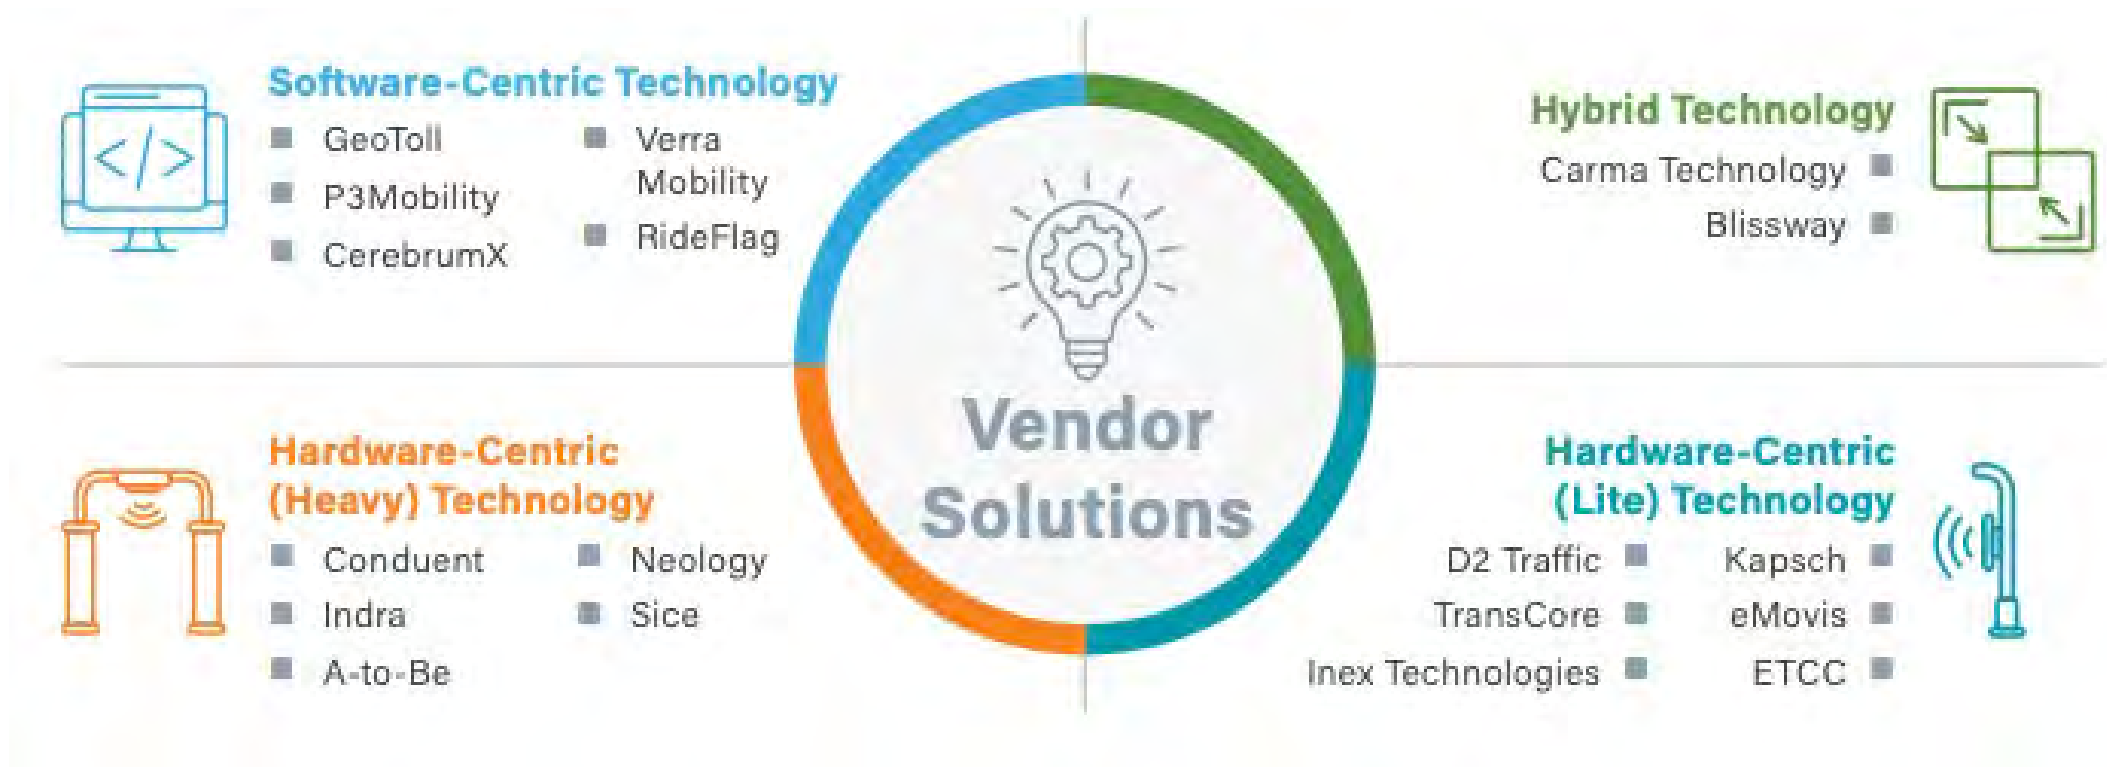 Software-Centric Technology
GeoToll
P3Mobility
CerebrumX
Verra
Mobility
RideFlag
Hybrid Technology
Carma Technology
Blissway
</>
Vendor
Solutions
Hardware-Centric
(Heavy) Technology
Conduent
Indra
A-to-Be
Neology
Sice
Hardware-Centric
(Lite) Technology
D2 Traffic
TransCore
Inex Technologies
Kapsch
eMovis
ETCC